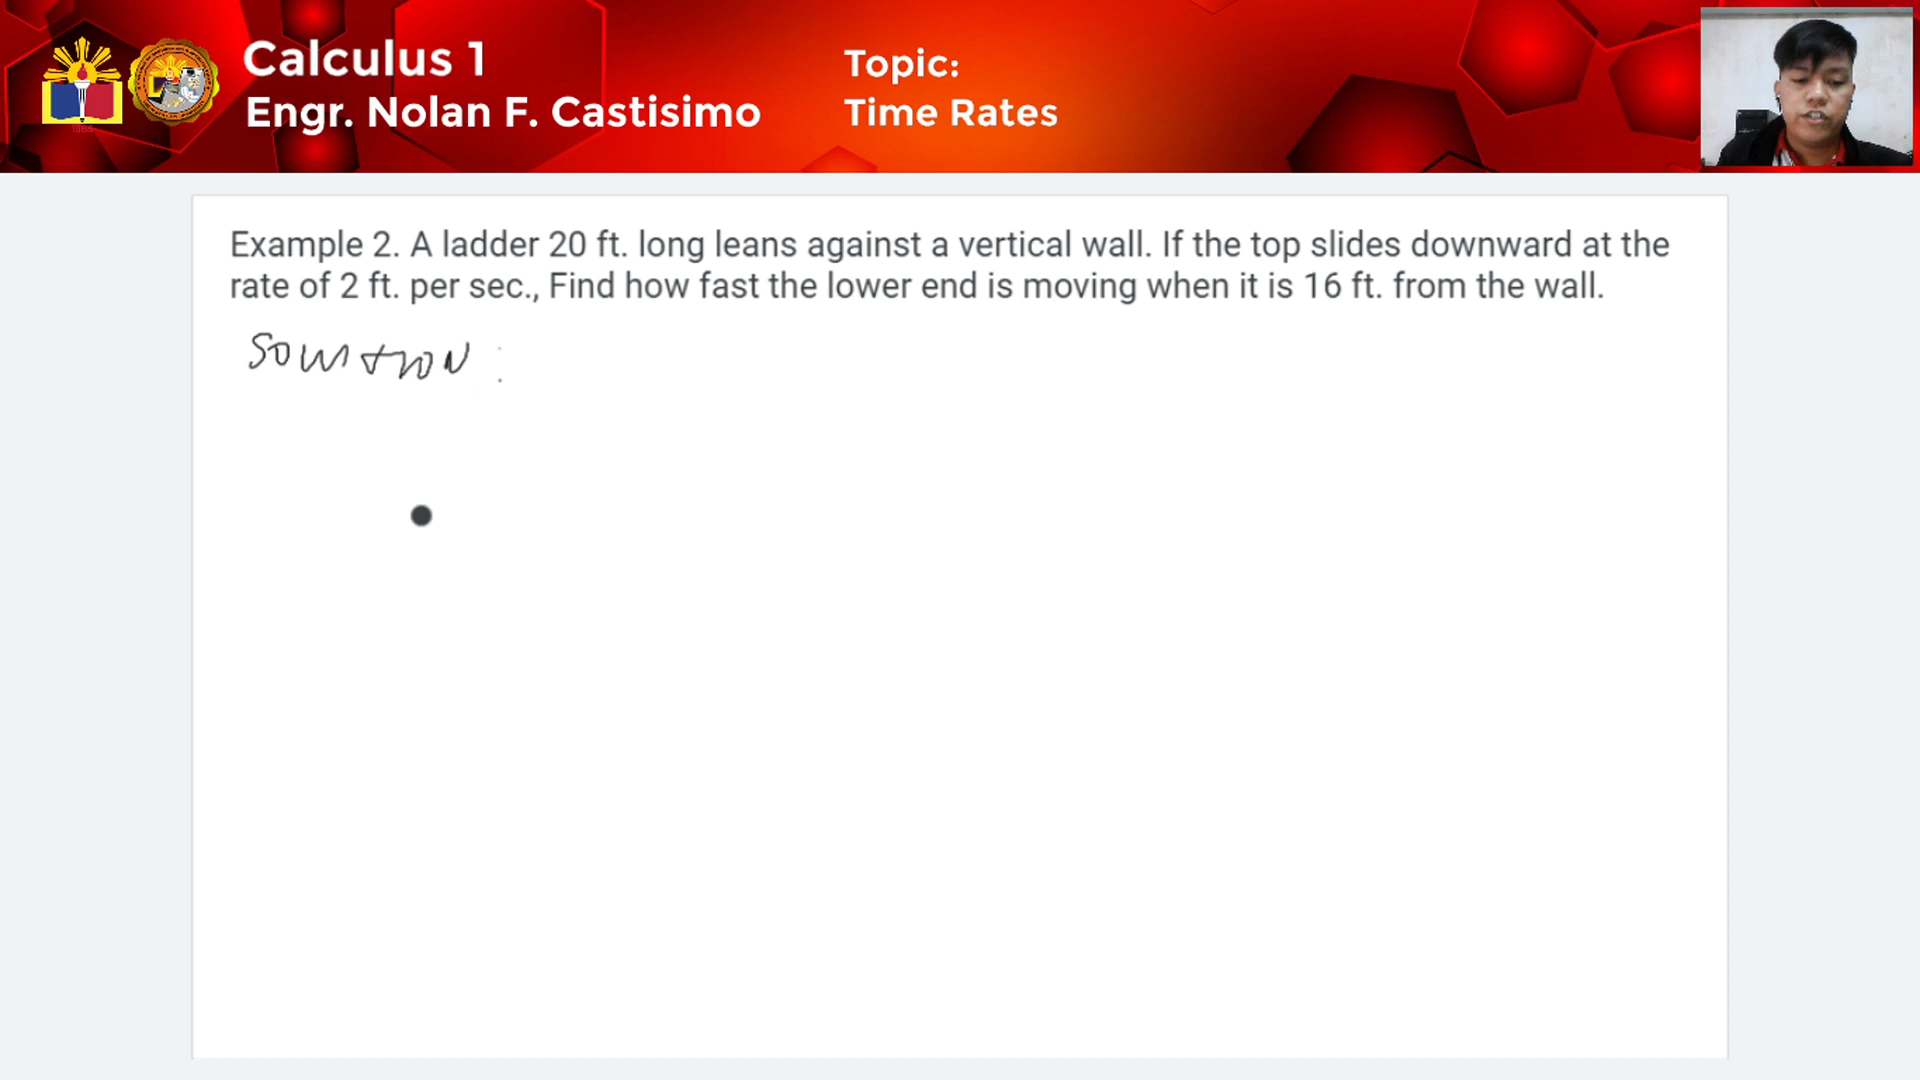 Calculus 1
Engr. Nolan F. Castisimo
Topic:
Time Rates
Example 2. A ladder 20 ft. long leans against a vertical wall. If the top slides downward at the
rate of 2 ft. per sec., Find how fast the lower end is moving when it is 16 ft. from the wall.
SOLUTION :